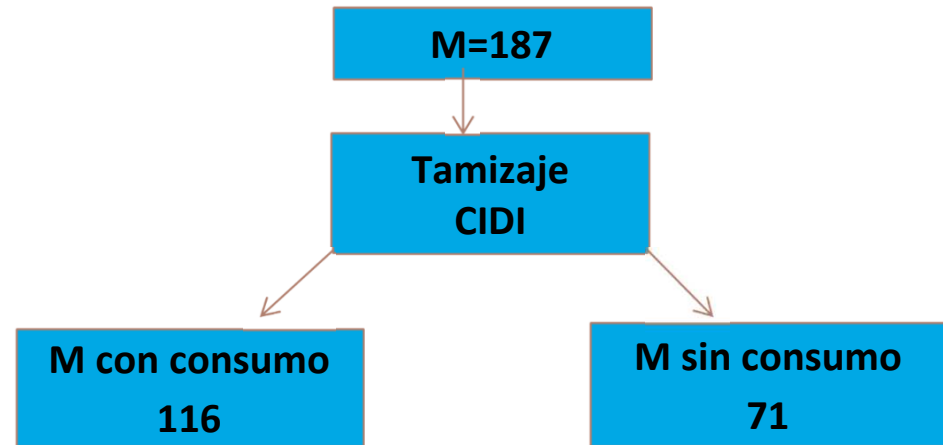 M=187
Tamizaje
CIDI
M con consumo
116
M sin consumo
71